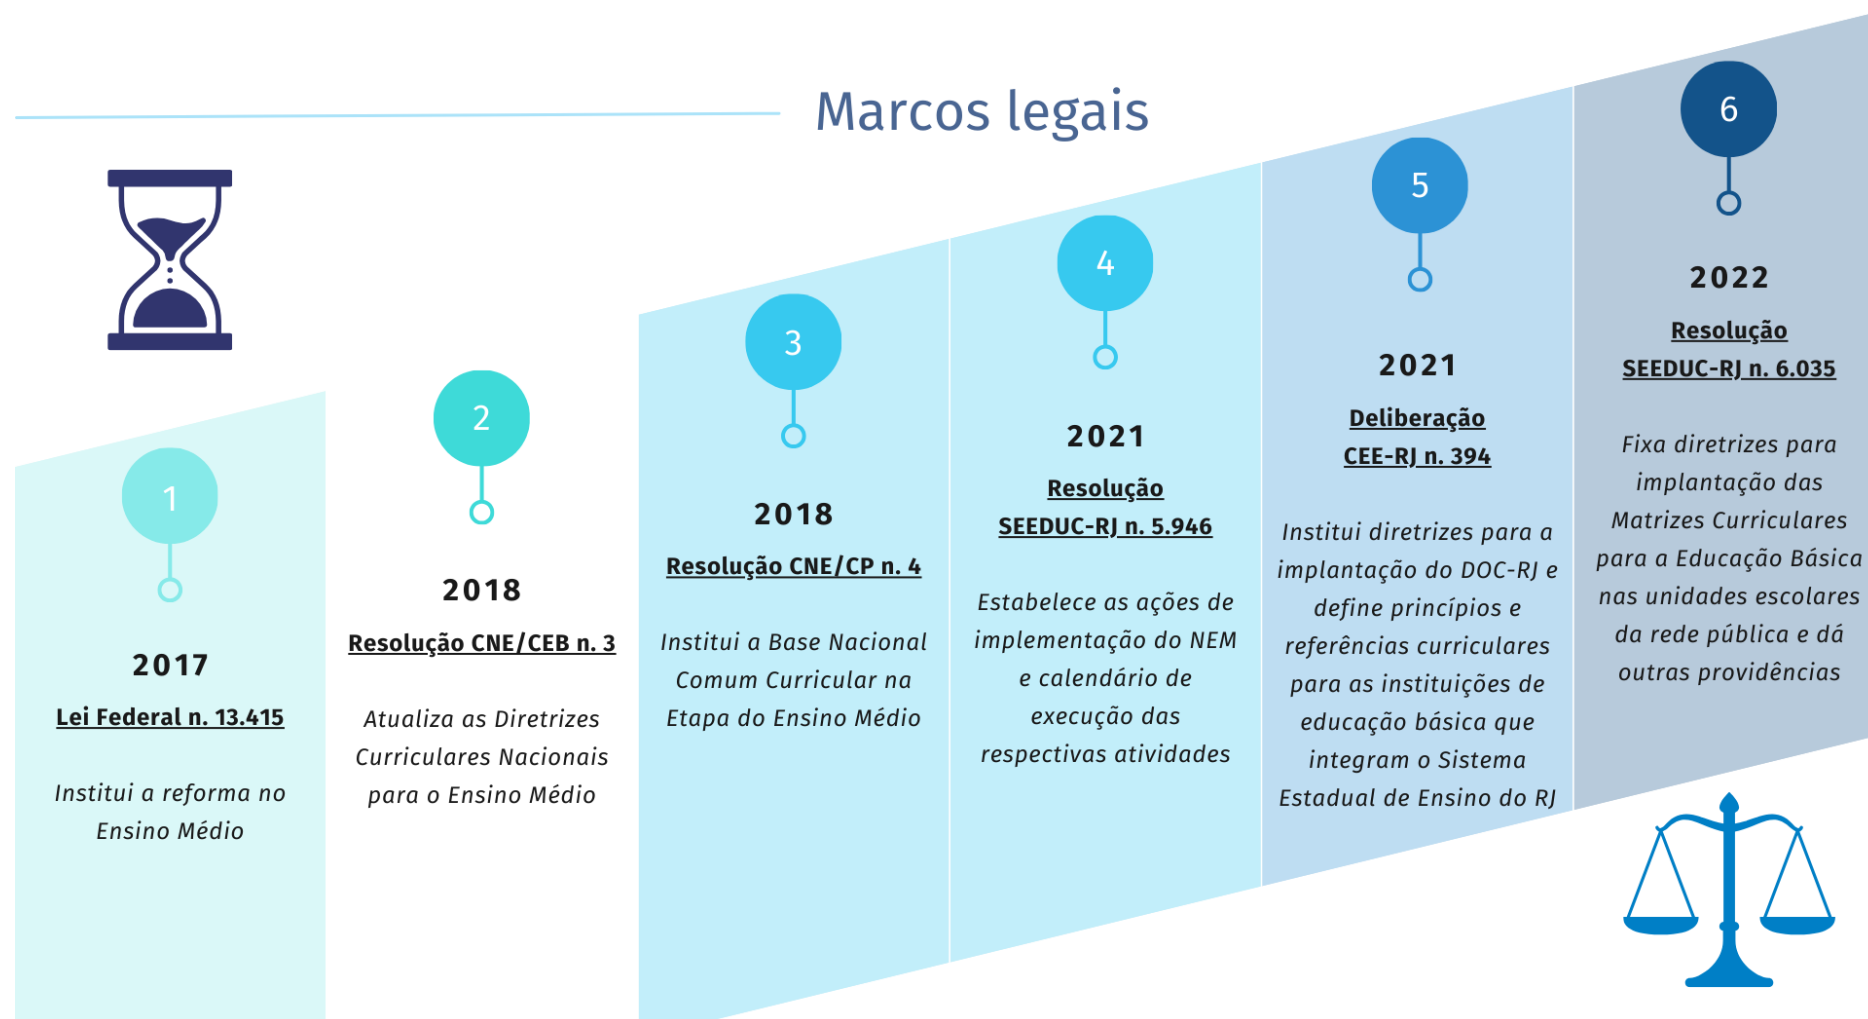 Marcos legais
1
2017
Lei Federal n. 13.415
Institui a reforma no
Ensino Médio
2
2018
Resolução CNE/CEB n. 3
Atualiza as Diretrizes
Curriculares Nacionais
para o Ensino Médio
3
2018
Resolução CNE/CP n. 4
Institui a Base Nacional
Comum Curricular na
Etapa do Ensino Médio
4
2021
Resolução
SEEDUC-RJ n. 5.946
Estabelece as ações de
implementação do NEM
e calendário de
execução das
respectivas atividades
5
2021
Deliberação
CEE-RJ n. 394
Institui diretrizes para a
implantação do DOC-RJ e
define princípios e
referências curriculares
para as instituições de
educação básica que
integram o Sistema
Estadual de Ensino do RJ
6
2022
Resolução
SEEDUC-RJ n. 6.035
Fixa diretrizes para
implantação das
Matrizes Curriculares
para a Educação Básica
nas unidades escolares
da rede pública e dá
outras providências